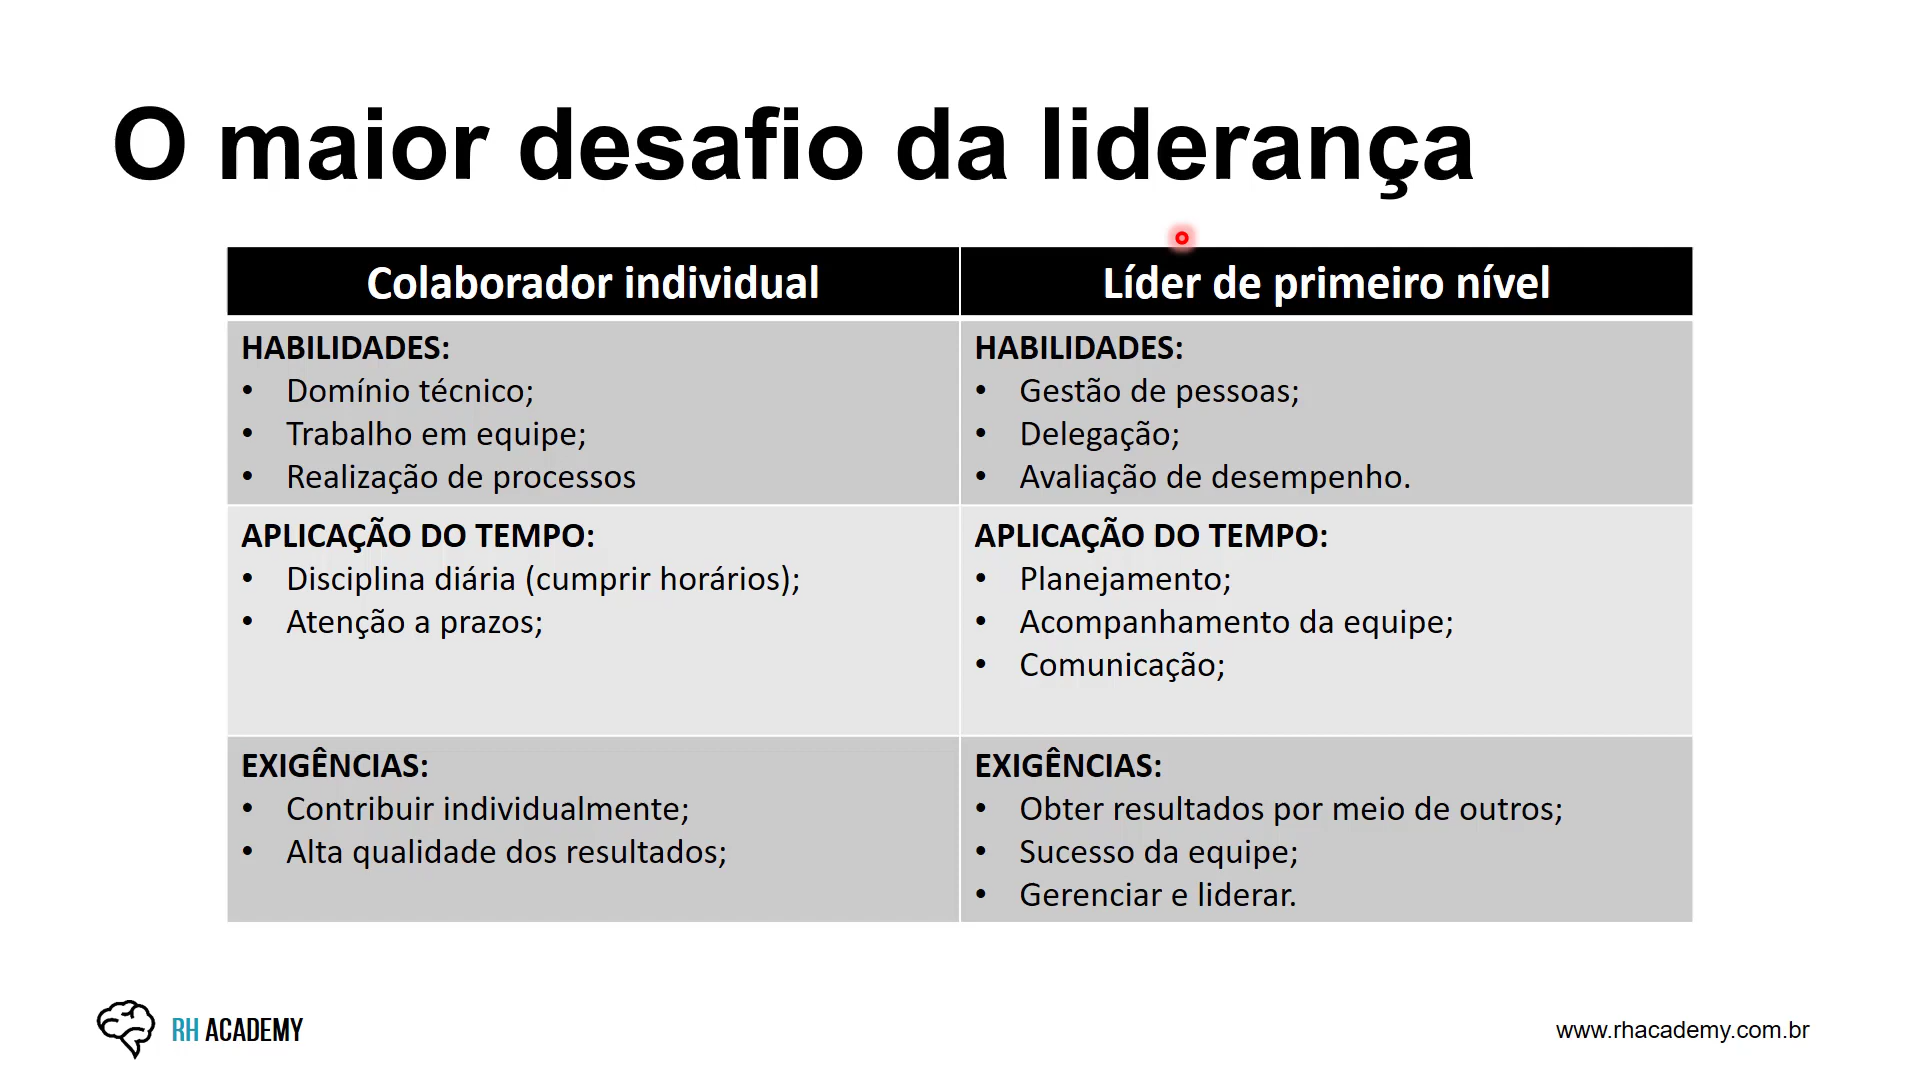 O maior desafio da liderança
Colaborador individual
Líder de primeiro nível
HABILIDADES:
• Domínio técnico;
• Trabalho em equipe;
• Realização de processos
HABILIDADES:
• Gestão de pessoas;
• Delegação;
• Avaliação de desempenho.
APLICAÇÃO DO TEMPO:
• Disciplina diária (cumprir horários);
• Atenção a prazos;
APLICAÇÃO DO TEMPO:
• Planejamento;
• Acompanhamento da equipe;
• Comunicação;
EXIGÊNCIAS:
• Contribuir individualmente;
• Alta qualidade dos resultados;
EXIGÊNCIAS:
• Obter resultados por meio de outros;
• Sucesso da equipe;
• Gerenciar e liderar.
RH ACADEMY
www.rhacademy.com.br